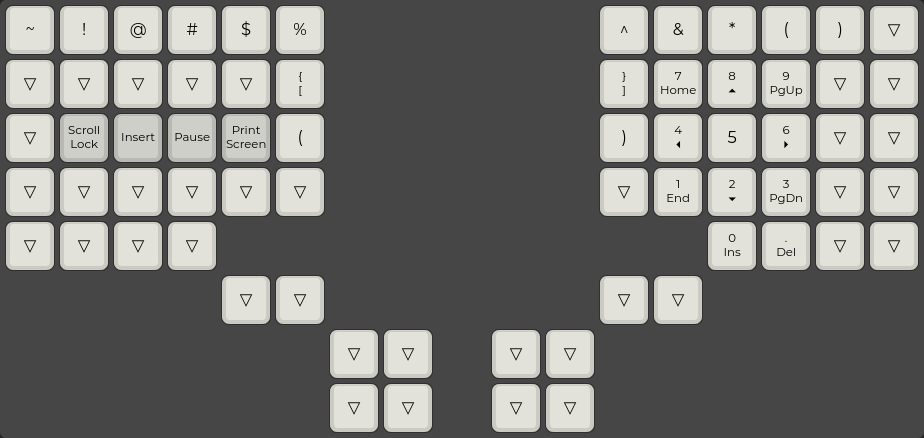 ~ ! @ # $ % ^ & * ( ) ▽
▽ ▽ ▽ ▽ ▽ { } 7 8 9 ▽ ▽
[ ] Home ▲ PgUp
▽ Scroll Insert Pause Print ( ) 4 5 6 ▽ ▽
Lock Screen ◀ ▶
▽ ▽ ▽ ▽ ▽ ▽ ▽ 1 2 3 ▽ ▽
End ▼ PgDn
▽ ▽ ▽ ▽ 0 . ▽ ▽
Ins Del
▽ ▽ ▽ ▽
▽ ▽ ▽ ▽
▽ ▽ ▽ ▽